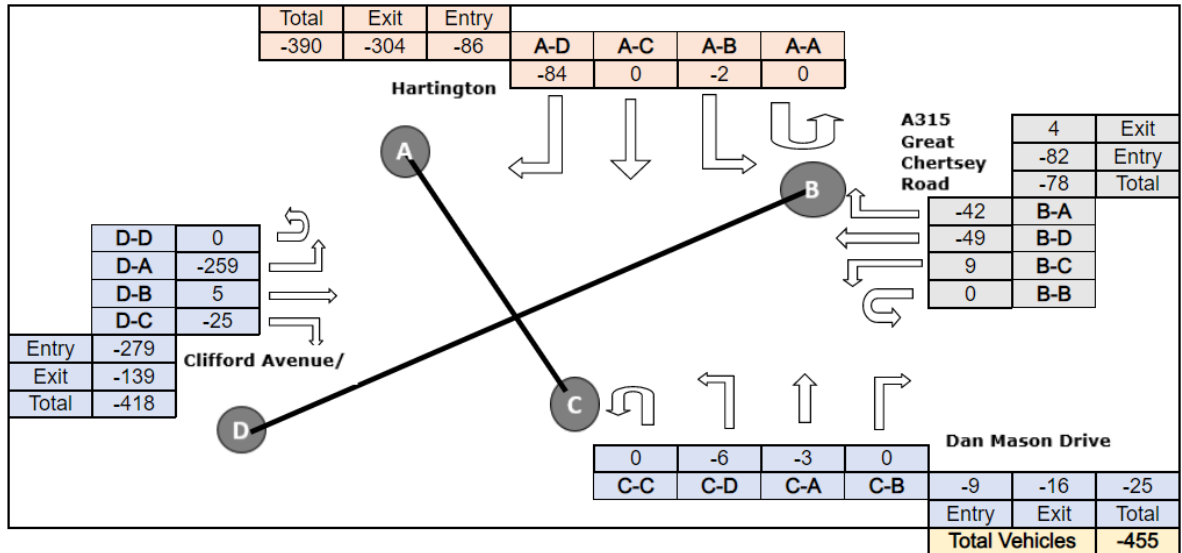 Total Exit Entry
-390 -304 -86 A-D A-C A-B A-A
-84 0 -2 0
Hartington
A
B
A315
Great
Chertsey
Road
4 Exit
-82 Entry
-78 Total
-42 B-A
-49 B-D
9 B-C
0 B-B
D-D 0
D-A -259
D-B 5
D-C -25
Entry -279
Exit -139
Total -418
Clifford Avenue/
D
C
Dan Mason Drive
0 -6 -3 0
C-C C-D C-A C-B -9 -16 -25
Entry Exit Total
Total Vehicles -455